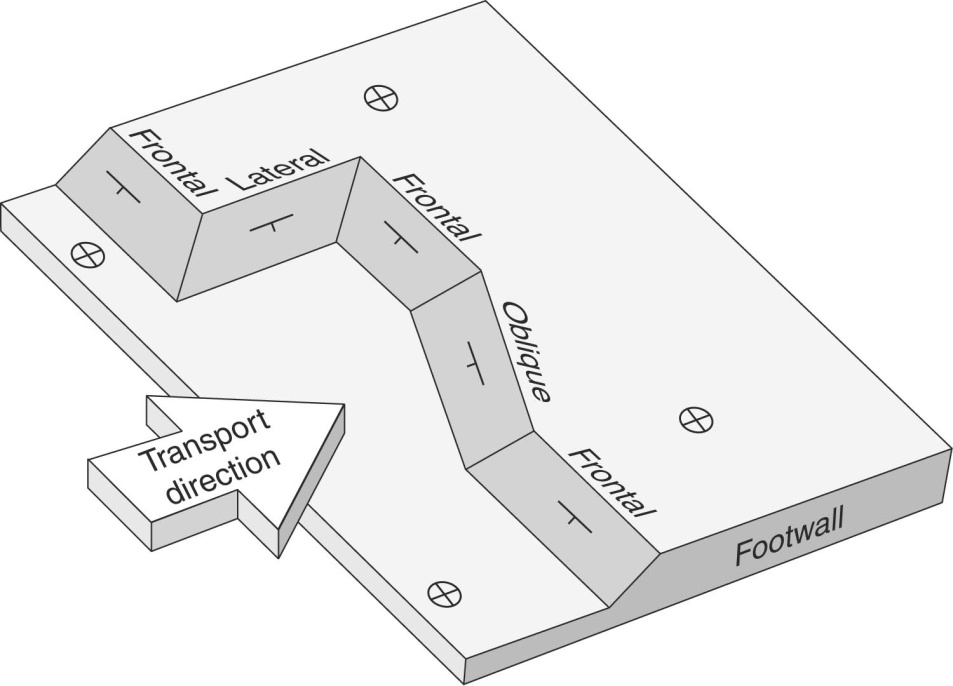 Frontal
Lateral
Frontal
Oblique
Frontal
Transport
direction
Footwall